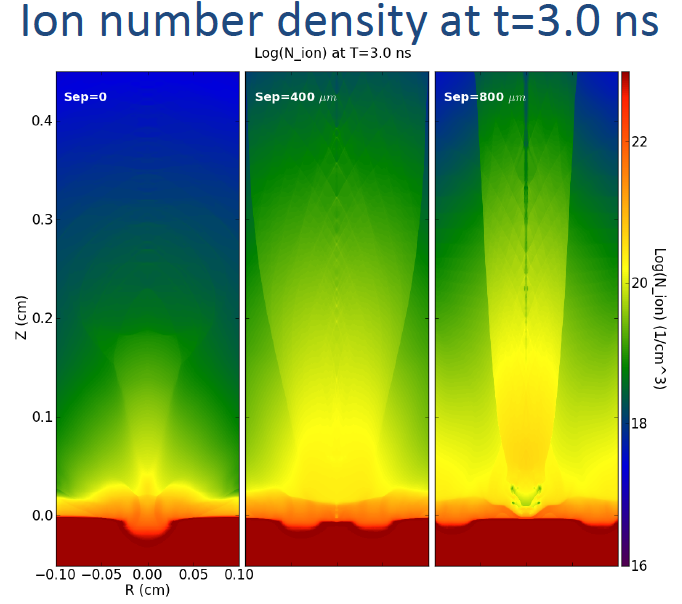 Ion number density at t=3.0 ns
Log(N_ion) at T=3.0 ns
Sep=0
Sep=400 μm
Sep=800 μm
0.4
0.3
0.2
0.1
0.0
Z (cm)
−0.10 −0.05 0.00 0.05 0.10
R (cm)
22
20
18
16
Log(N_ion) (1/cm^3)